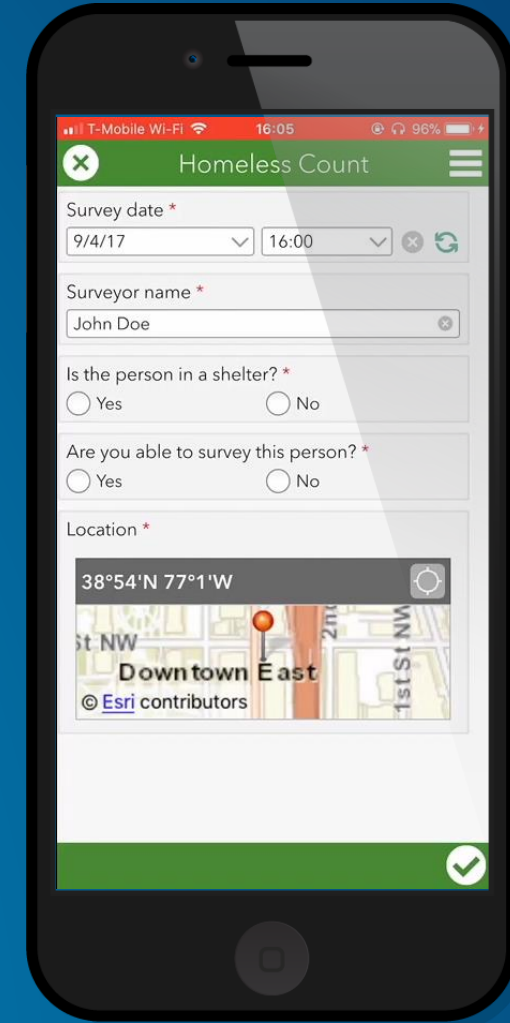 T-Mobile Wi-Fi 16:05 96%
Homeless Count
Survey date *
9/4/17 16:00
Surveyor name *
John Doe
Is the person in a shelter? *
Yes No
Are you able to survey this person? *
Yes No
Location *
38°54'N 77°1'W
2nd
St NW
Downtown East
1st St NW
© Esri contributors